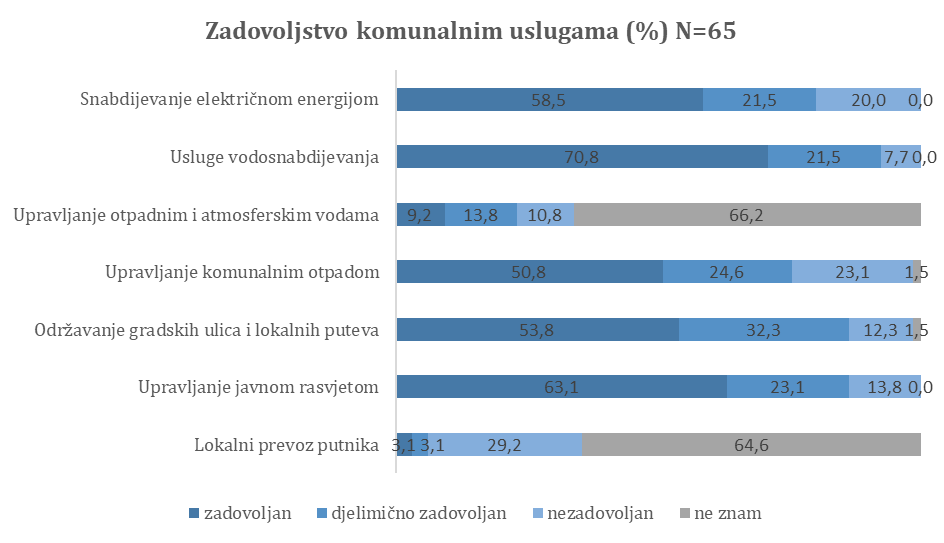 Zadovoljstvo komunalnim uslugama (%) N=65
Snabdijevanje električnom energijom 58,5 21,5 20,0 0,0
Usluge vodosnabdijevanja 70,8 21,5 7,7 0,0
Upravljanje otpadnim i atmosferskim vodama 9,2 13,8 10,8 66,2
Upravljanje komunalnim otpadom 50,8 24,6 23,1 1,5
Održavanje gradskih ulica i lokalnih puteva 53,8 32,3 12,3 1,5
Upravljanje javnom rasvjetom 63,1 23,1 13,8 0,0
Lokalni prevoz putnika 3,1 3,1 29,2 64,6
zadovoljan djelimično zadovoljan nezadovoljan ne znam